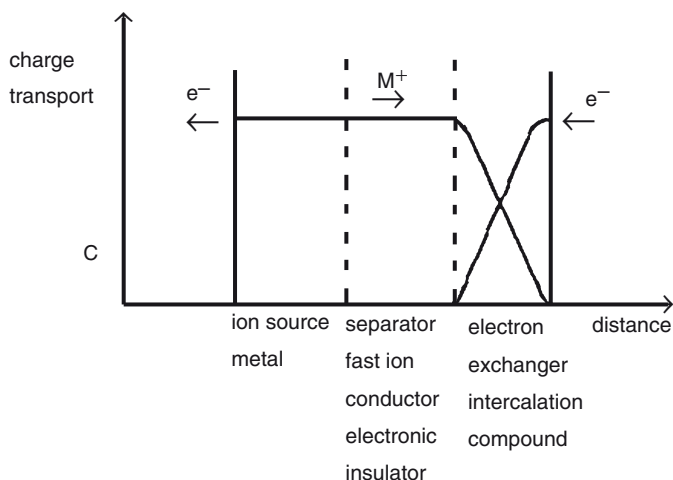 charge
transport
e−
M+
e−
C
ion source
metal
separator
fast ion
conductor
electronic
insulator
electron
exchanger
intercalation
compound
distance